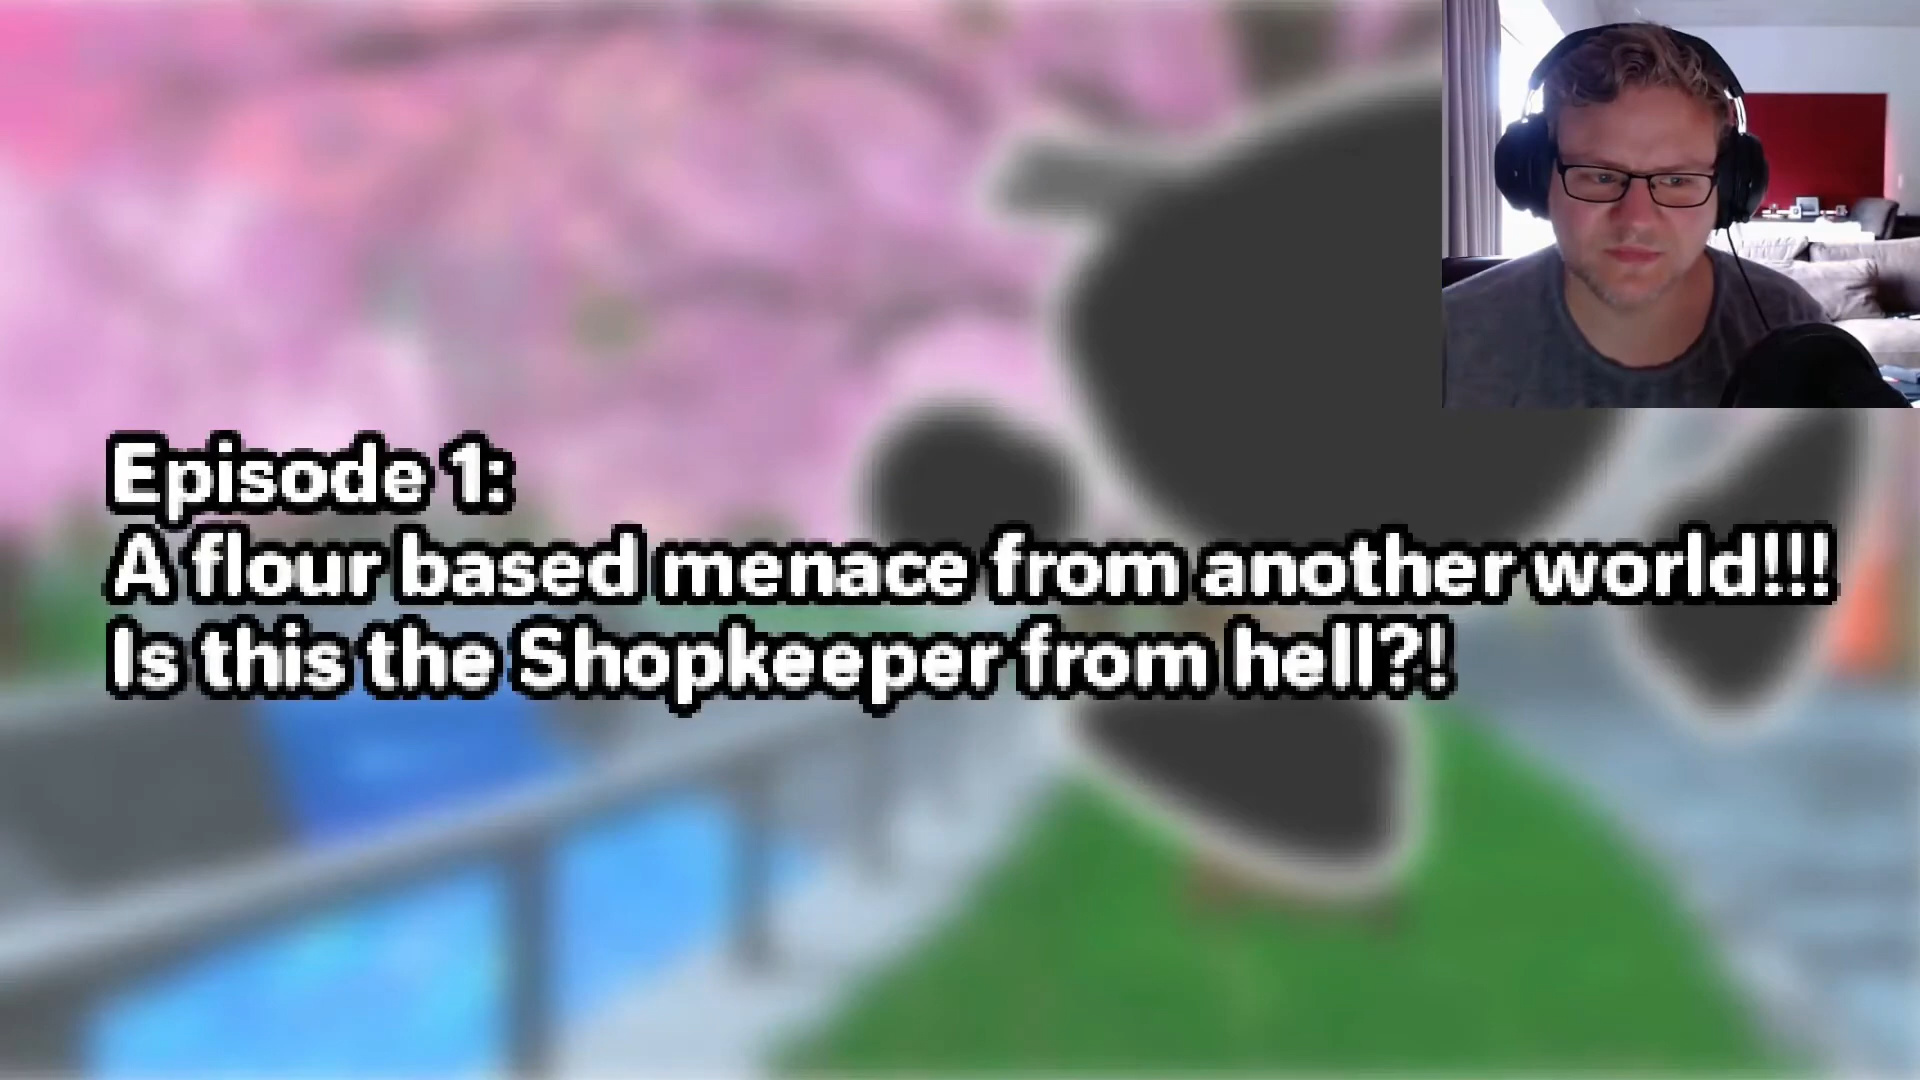 Episode 1:
A flour based menace from another world!!!
Is this the Shopkeeper from hell?!